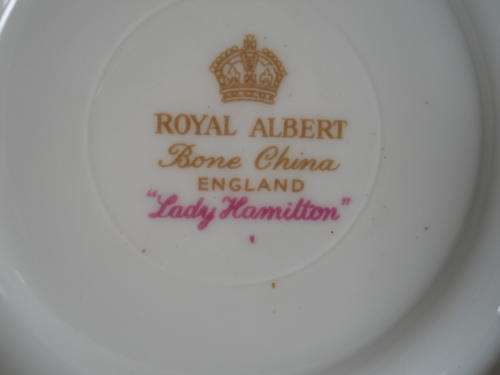 ROYAL ALBERT
Bone China
ENGLAND
"Lady Hamilton"